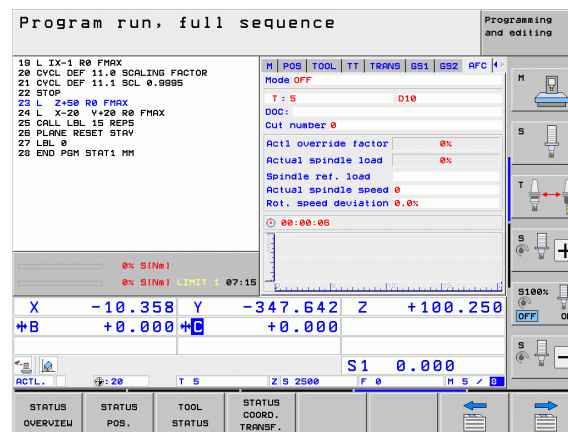 Program run, full sequence
Programming and editing
19 L IX-1 R0 FMAX
20 CYCL DEF 11.0 SCALING FACTOR
21 CYCL DEF 11.1 SCL 0.9995
22 STOP
23 L Z+50 R0 FMAX
24 L X-20 Y+20 R0 FMAX
25 CALL LBL 15 REP5
26 PLANE RESET STAY
27 LBL 0
28 END PGM STAT1 MM
M POS TOOL TT TRANS GS1 GS2 AFC
Mode OFF
T : 5 D10
DOC:
Cut number 0
Actl override factor 0%
Actual spindle load 0%
Spindle ref. load
Actual spindle speed 0
Rot. speed deviation 0.0%
00:00:06
0% S[Nm]
0% S[Nm] LIMIT 1 07:15
X -10.358 Y -347.642 Z +100.250
B +0.000 C +0.000
S1 0.000
ACTL. : 20 T 5 Z S 2500 F 0 M 5 / 8
M
S
T
S
S100%
OFF
S
STATUS OVERVIEW
STATUS POS.
TOOL STATUS
STATUS COORD. TRANSF.